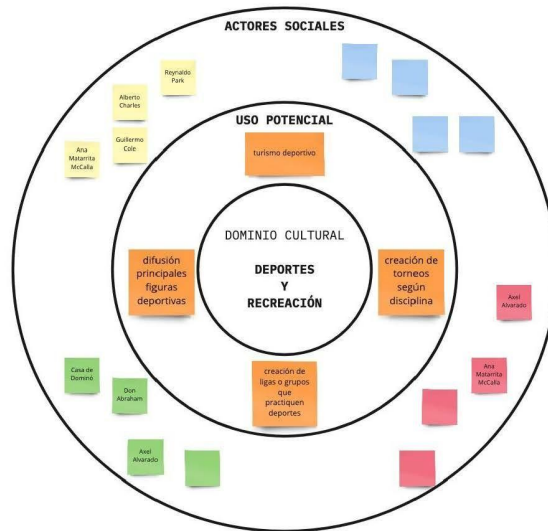 ACTORES SOCIALES
Reynaldo
Park
Alberto
Charles
Guillermo
Cole
Ana
Matarrita
McCalla
USO POTENCIAL
turismo deportivo
DOMINIO CULTURAL
DEPORTES
Y
RECREACIÓN
difusión
principales
figuras
deportivas
creación de
torneos
según
disciplina
creación de
ligas o grupos
que
practiquen
deportes
Axel
Alvarado
Ana
Matarrita
McCalla
Casa de
Dominó
Don
Abraham
Axel
Alvarado